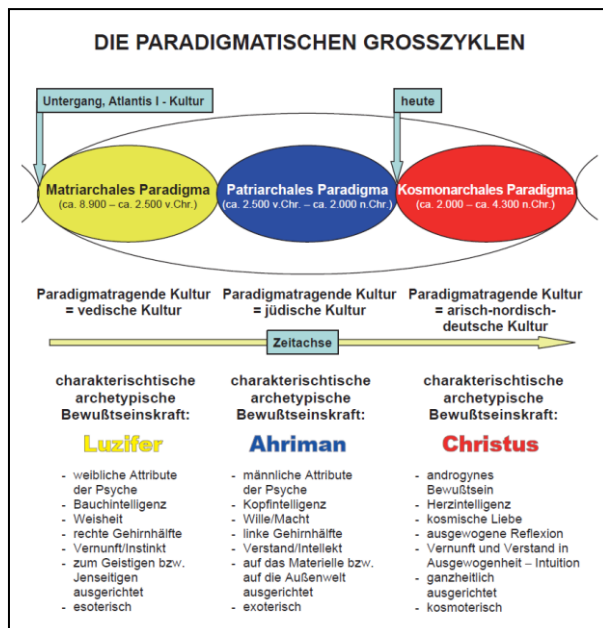 DIE PARADIGMATISCHEN GROSSZYKLEN
Untergang, Atlantis I - Kultur
heute
Matriarchales Paradigma
(ca. 8.900 – ca. 2.500 v.Chr.)
Patriarchales Paradigma
(ca. 2.500 v.Chr. – ca. 2.000 n.Chr.)
Kosmonarchales Paradigma
(ca. 2.000 – ca. 4.300 n.Chr.)
Paradigmatragende Kultur
= vedische Kultur
Paradigmatragende Kultur
= jüdische Kultur
Paradigmatragende Kultur
= arisch-nordisch-
deutsche Kultur
Zeitachse
charakterischtische
archetypische
Bewußtseinskraft:
Luzifer
- weibliche Attribute
der Psyche
- Bauchintelligenz
- Weisheit
- rechte Gehirnhälfte
- Vernunft/Instinkt
- zum Geistigen bzw.
Jenseitigen
ausgerichtet
- esoterisch
charakterischtische
archetypische
Bewußtseinskraft:
Ahriman
- männliche Attribute
der Psyche
- Kopfintelligenz
- Wille/Macht
- linke Gehirnhälfte
- Verstand/Intellekt
- auf das Materielle bzw.
auf die Außenwelt
ausgerichtet
- exoterisch
charakterischtische
archetypische
Bewußtseinskraft:
Christus
- androgynes
Bewußtsein
- Herzintelligenz
- kosmische Liebe
- ausgewogene Reflexion
- Vernunft und Verstand in
Ausgewogenheit – Intuition
- ganzheitlich
ausgerichtet
- kosmoterisch